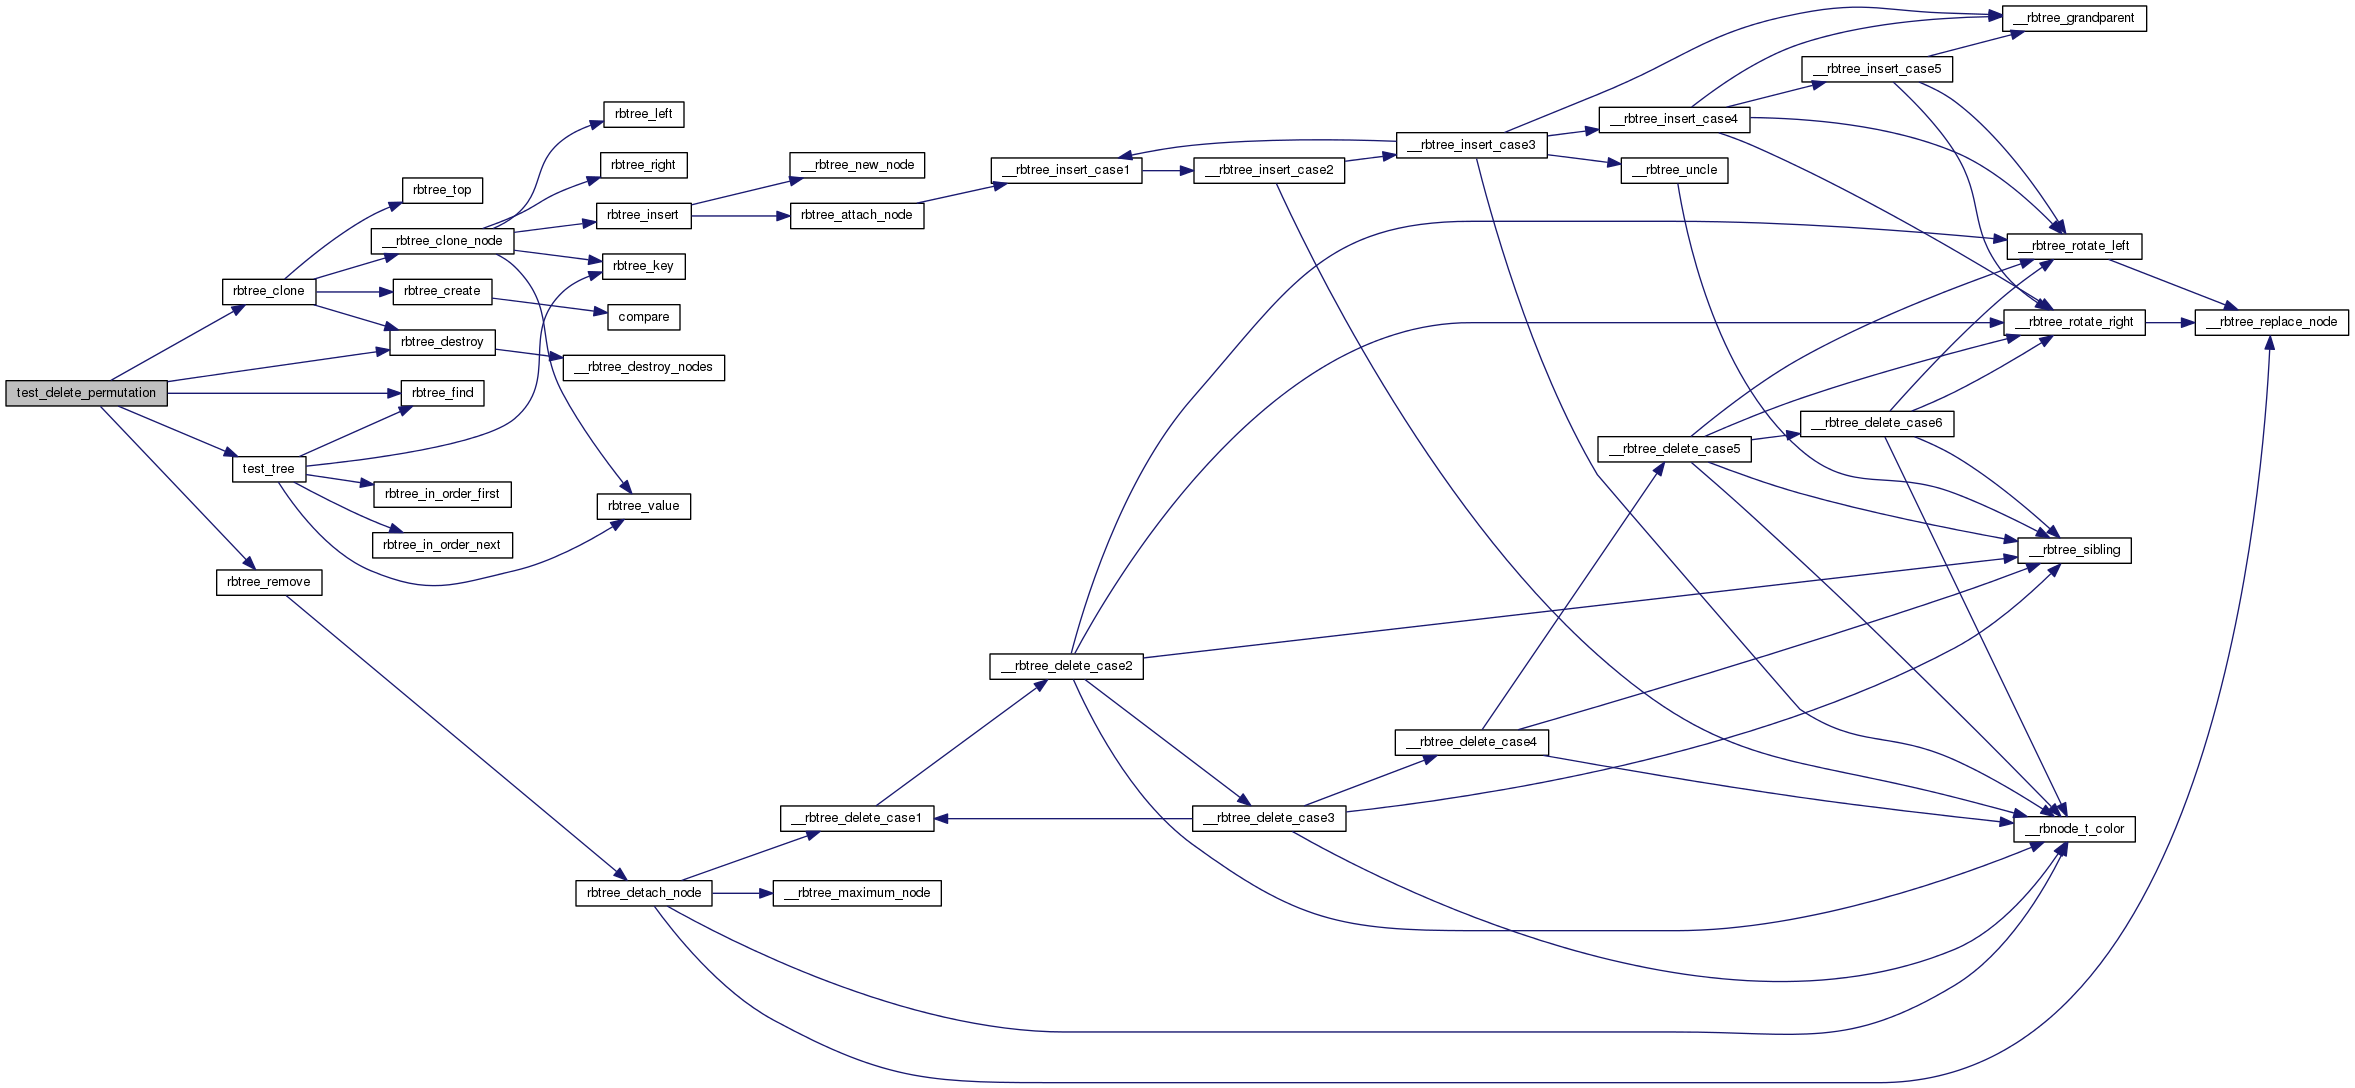 test_delete_permutation
rbtree_clone
test_tree
rbtree_remove
rbtree_top
__rbtree_clone_node
rbtree_create
rbtree_destroy
rbtree_find
rbtree_in_order_first
rbtree_in_order_next
rbtree_left
rbtree_right
rbtree_insert
rbtree_key
compare
__rbtree_destroy_nodes
rbtree_value
rbtree_detach_node
__rbtree_new_node
rbtree_attach_node
__rbtree_delete_case1
__rbtree_maximum_node
__rbtree_insert_case1
__rbtree_delete_case2
__rbtree_insert_case2
__rbtree_delete_case3
__rbtree_insert_case3
__rbtree_delete_case4
__rbtree_insert_case4
__rbtree_uncle
__rbtree_delete_case5
__rbtree_insert_case5
__rbtree_delete_case6
__rbtree_grandparent
__rbtree_rotate_left
__rbtree_rotate_right
__rbtree_sibling
__rbnode_t_color
__rbtree_replace_node